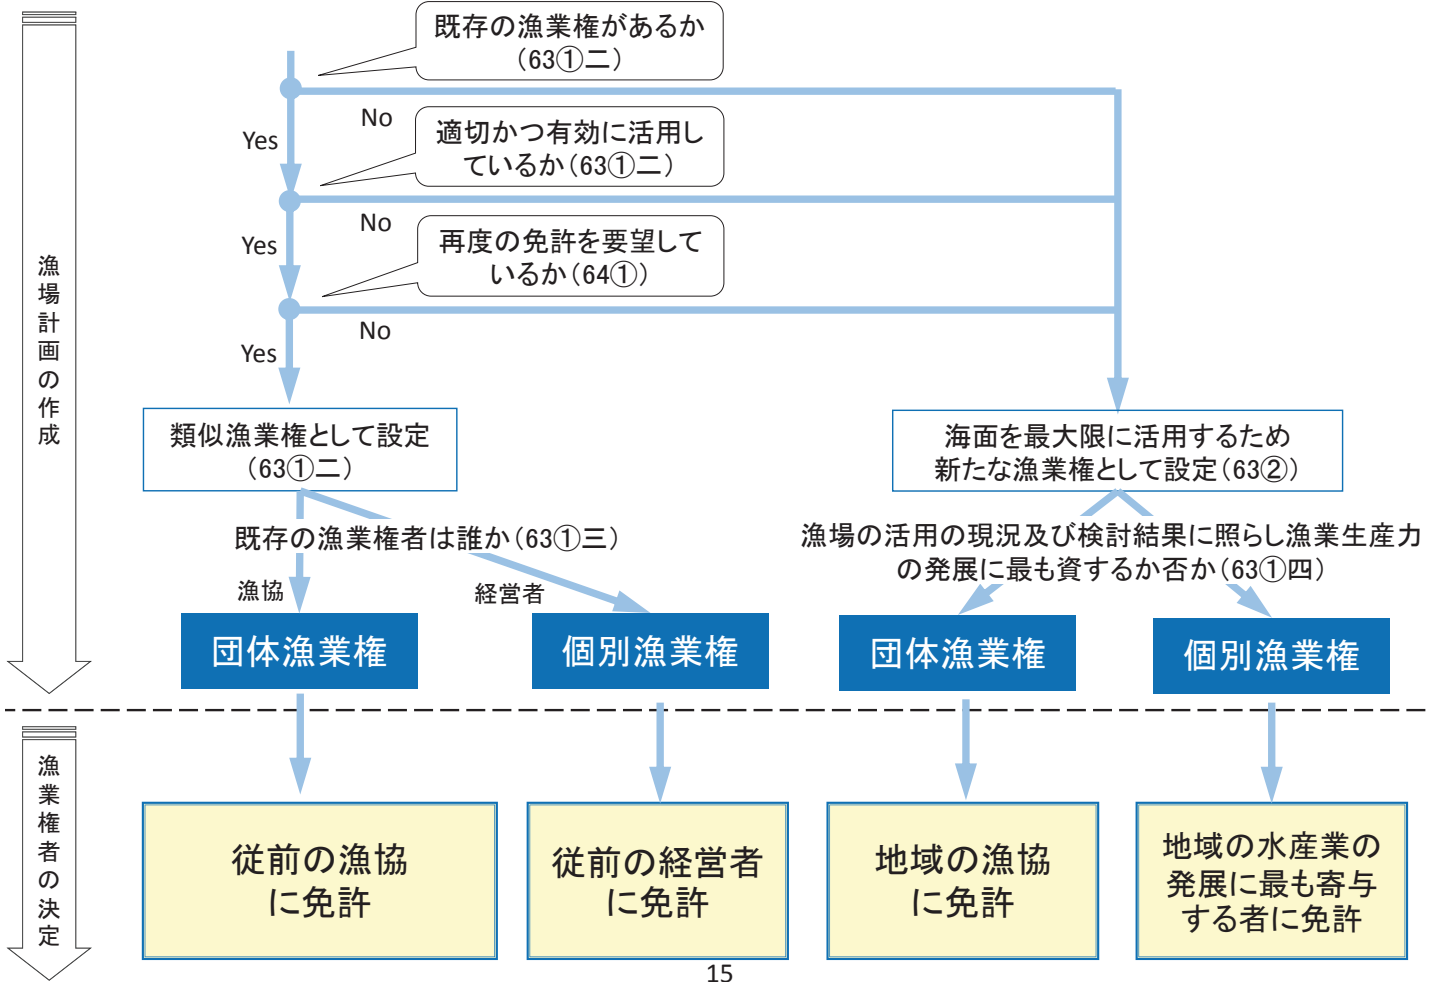 既存の漁業権があるか
（63①二）
No
Yes
適切かつ有効に活用し
ているか（63①二）
No
Yes
再度の免許を要望して
いるか（64①）
No
Yes
漁場計画の作成
類似漁業権として設定
（63①二）
海面を最大限に活用するため
新たな漁業権として設定（63②）
既存の漁業権者は誰か（63①三）
漁場の活用の現況及び検討結果に照らし漁業生産力
の発展に最も資するか否か（63①四）
漁協
経営者
団体漁業権
個別漁業権
団体漁業権
個別漁業権
漁業権者の決定
従前の漁協
に免許
従前の経営者
に免許
地域の漁協
に免許
地域の水産業の
発展に最も寄与
する者に免許
15